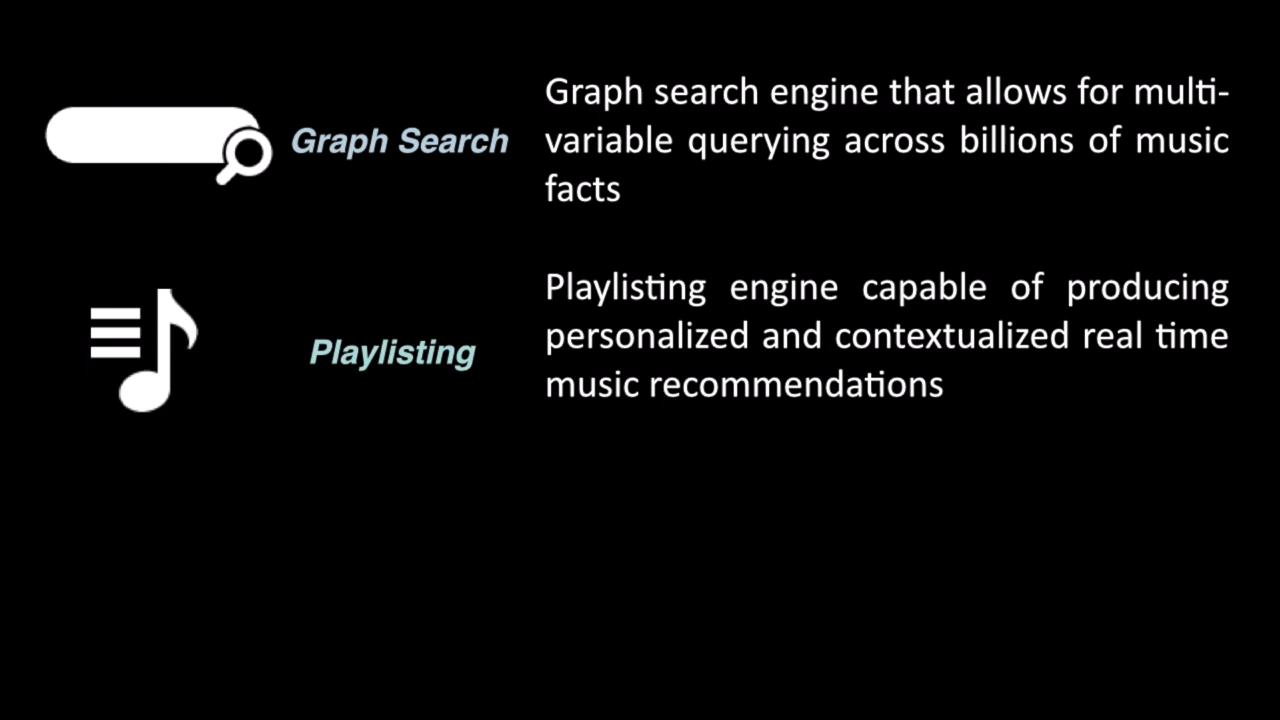 Graph Search
Graph search engine that allows for multi-
variable querying across billions of music
facts
Playlisting
Playlisting engine capable of producing
personalized and contextualized real time
music recommendations